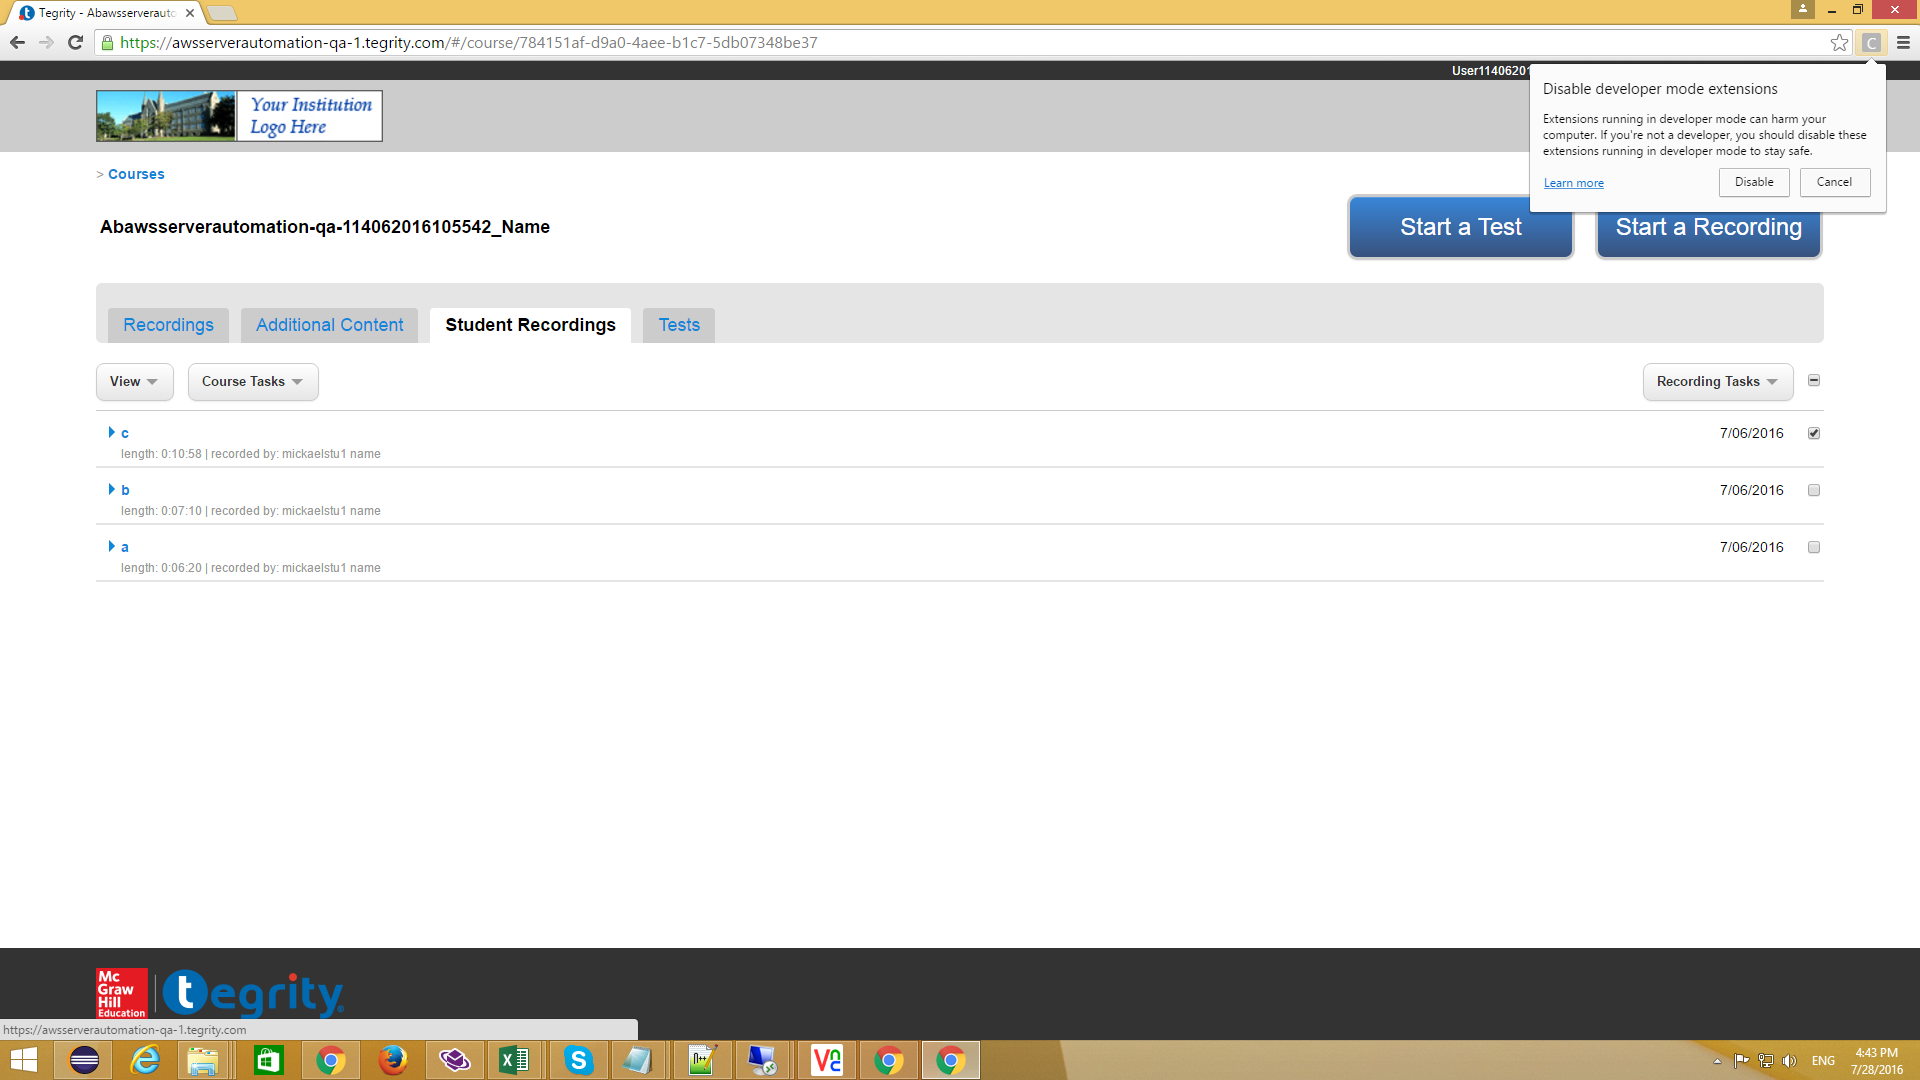 Tegrity - Abawsserverauto
https://awsserverautomation-qa-1.tegrity.com/#/course/784151af-d9a0-4aee-b1c7-5db07348be37
C
User11406201
Disable developer mode extensions
Extensions running in developer mode can harm your
computer. If you're not a developer, you should disable these
extensions running in developer mode to stay safe.
Learn more
Disable
Cancel
Your Institution
Logo Here
> Courses
Abawsserverautomation-qa-114062016105542_Name
Start a Test
Start a Recording
Recordings
Additional Content
Student Recordings
Tests
View
Course Tasks
Recording Tasks
c
7/06/2016
length: 0:10:58 | recorded by: mickaelstu1 name
b
7/06/2016
length: 0:07:10 | recorded by: mickaelstu1 name
a
7/06/2016
length: 0:06:20 | recorded by: mickaelstu1 name
Mc
Graw
Hill
Education
tegrity
https://awsserverautomation-qa-1.tegrity.com
ENG
4:43 PM
7/28/2016